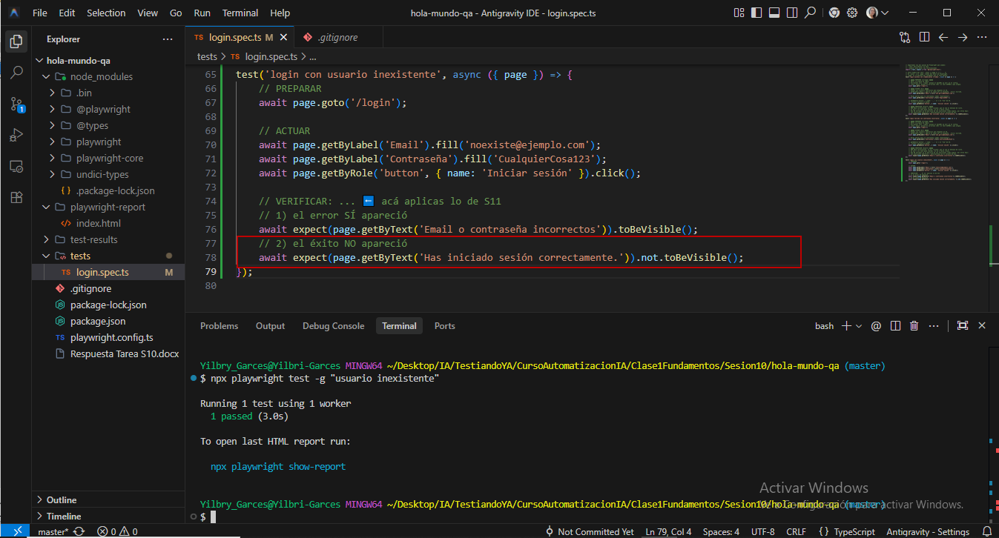 File Edit Selection View Go Run Terminal Help hola-mundo-qa - Antigravity IDE - login.spec.ts
Explorer ...
hola-mundo-qa
node_modules
.bin
@playwright
@types
playwright
playwright-core
undici-types
{} .package-lock.json
playwright-report
</> index.html
test-results
tests
TS login.spec.ts M
.gitignore
package-lock.json
package.json
TS playwright.config.ts
Respuesta Tarea S10.docx
Outline
Timeline
1
TS login.spec.ts M × .gitignore
tests > TS login.spec.ts > ...
65 test('login con usuario inexistente', async ({ page }) => {
66 // PREPARAR
67 await page.goto('/login');
68
69 // ACTUAR
70 await page.getByLabel('Email').fill('noexiste@ejemplo.com');
71 await page.getByLabel('Contraseña').fill('CualquierCosa123');
72 await page.getByRole('button', { name: 'Iniciar sesión' }).click();
73
74 // VERIFICAR: ... ⬅ acá aplicas lo de S11
75 // 1) el error SÍ apareció
76 await expect(page.getByText('Email o contraseña incorrectos')).toBeVisible();
77 // 2) el éxito NO apareció
78 await expect(page.getByText('Has iniciado sesión correctamente.')).not.toBeVisible();
79 });
80
Problems Output Debug Console Terminal Ports bash
Yilbry_Garces@Yilbri-Garces MINGW64 ~/Desktop/IA/TestiandoYA/CursoAutomatizacionIA/Clase1Fundamentos/Sesion10/hola-mundo-qa (master)
$ npx playwright test -g "usuario inexistente"
Running 1 test using 1 worker
1 passed (3.0s)
To open last HTML report run:
npx playwright show-report
Activar Windows
Yilbry_Garces@Yilbri-Garces MINGW64 ~/Desktop/IA/TestiandoYA/CursoAutomatizacionIA/Clase1Fundamentos/Sesion10/hola-mundo-qa (master)
activar Windows.
$
master* 0 0 Not Committed Yet Ln 79, Col 4 Spaces: 4 UTF-8 CRLF {} TypeScript Antigravity - Settings